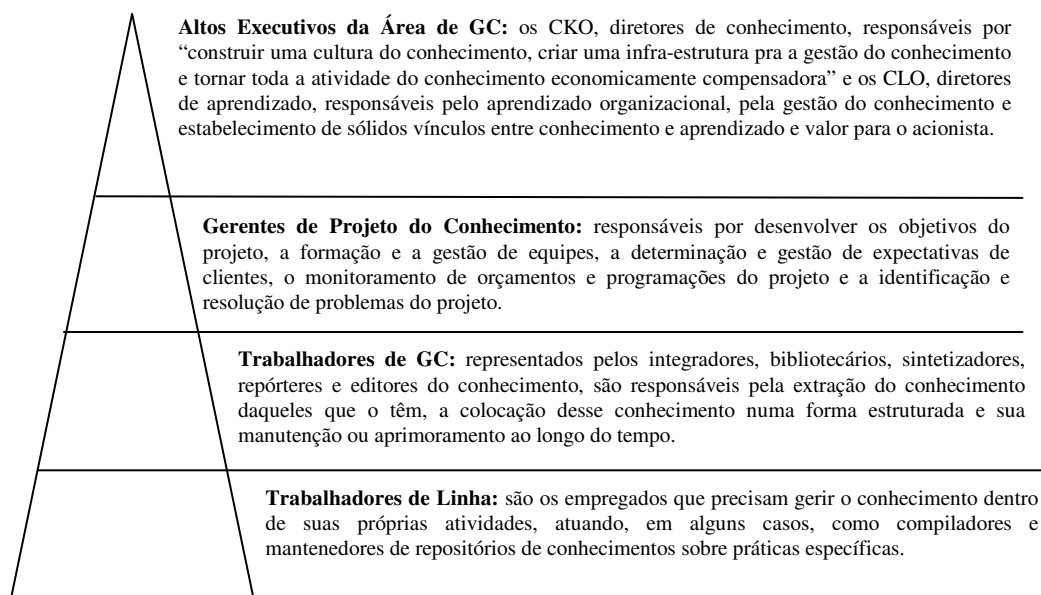 Altos Executivos da Área de GC: os CKO, diretores de conhecimento, responsáveis por
“construir uma cultura do conhecimento, criar uma infra-estrutura pra a gestão do conhecimento
e tornar toda a atividade do conhecimento economicamente compensadora” e os CLO, diretores
de aprendizado, responsáveis pelo aprendizado organizacional, pela gestão do conhecimento e
estabelecimento de sólidos vínculos entre conhecimento e aprendizado e valor para o acionista.
Gerentes de Projeto do Conhecimento: responsáveis por desenvolver os objetivos do
projeto, a formação e a gestão de equipes, a determinação e gestão de expectativas de
clientes, o monitoramento de orçamentos e programações do projeto e a identificação e
resolução de problemas do projeto.
Trabalhadores de GC: representados pelos integradores, bibliotecários, sintetizadores,
repórteres e editores do conhecimento, são responsáveis pela extração do conhecimento
daqueles que o têm, a colocação desse conhecimento numa forma estruturada e sua
manutenção ou aprimoramento ao longo do tempo.
Trabalhadores de Linha: são os empregados que precisam gerir o conhecimento dentro
de suas próprias atividades, atuando, em alguns casos, como compiladores e
mantenedores de repositórios de conhecimentos sobre práticas específicas.